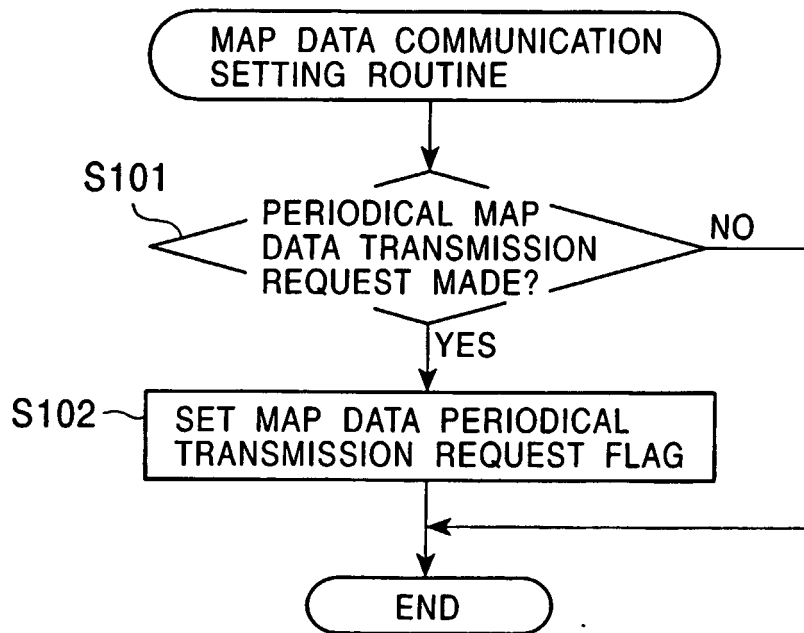 MAP DATA COMMUNICATION
SETTING ROUTINE
S101
PERIODICAL MAP
DATA TRANSMISSION
REQUEST MADE?
NO
YES
S102
SET MAP DATA PERIODICAL
TRANSMISSION REQUEST FLAG
END